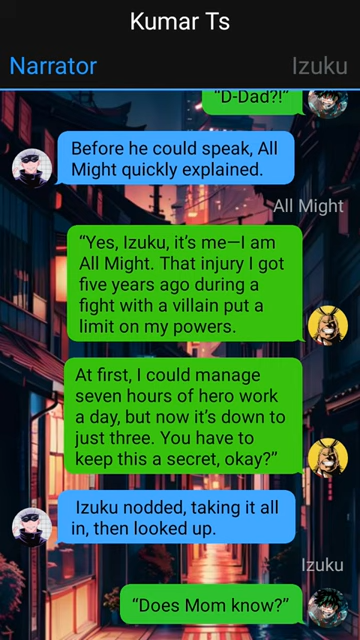 Kumar Ts
Narrator
Izuku
“D-Dad?!”
Before he could speak, All
Might quickly explained.
All Might
“Yes, Izuku, it’s me—I am
All Might. That injury I got
five years ago during a
fight with a villain put a
limit on my powers.
At first, I could manage
seven hours of hero work
a day, but now it’s down to
just three. You have to
keep this a secret, okay?”
Izuku nodded, taking it all
in, then looked up.
Izuku
“Does Mom know?”